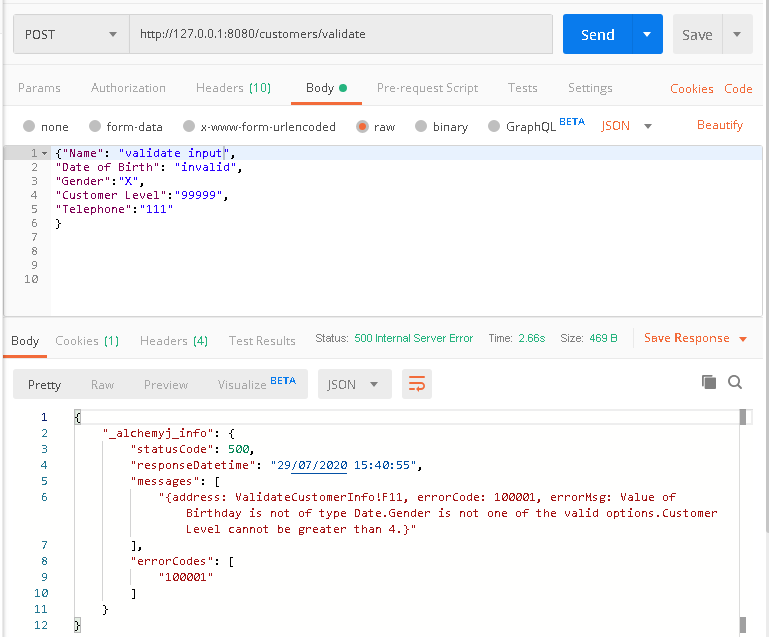 POST http://127.0.0.1:8080/customers/validate Send Save
Params Authorization Headers (10) Body Pre-request Script Tests Settings Cookies Code
none form-data x-www-form-urlencoded raw binary GraphQL BETA JSON Beautify
1 {"Name": "validate input",
2 "Date of Birth": "invalid",
3 "Gender":"X",
4 "Customer Level":"99999",
5 "Telephone":"111"
6 }
7
8
9
10
Body Cookies (1) Headers (4) Test Results Status: 500 Internal Server Error Time: 2.66s Size: 469 B Save Response
Pretty Raw Preview Visualize BETA JSON
1 {
2 "_alchemyj_info": {
3 "statusCode": 500,
4 "responseDatetime": "29/07/2020 15:40:55",
5 "messages": [
6 "{address: ValidateCustomerInfo!F11, errorCode: 100001, errorMsg: Value of
Birthday is not of type Date.Gender is not one of the valid options.Customer
Level cannot be greater than 4.}"
7 ],
8 "errorCodes": [
9 "100001"
10 ]
11 }
12 }